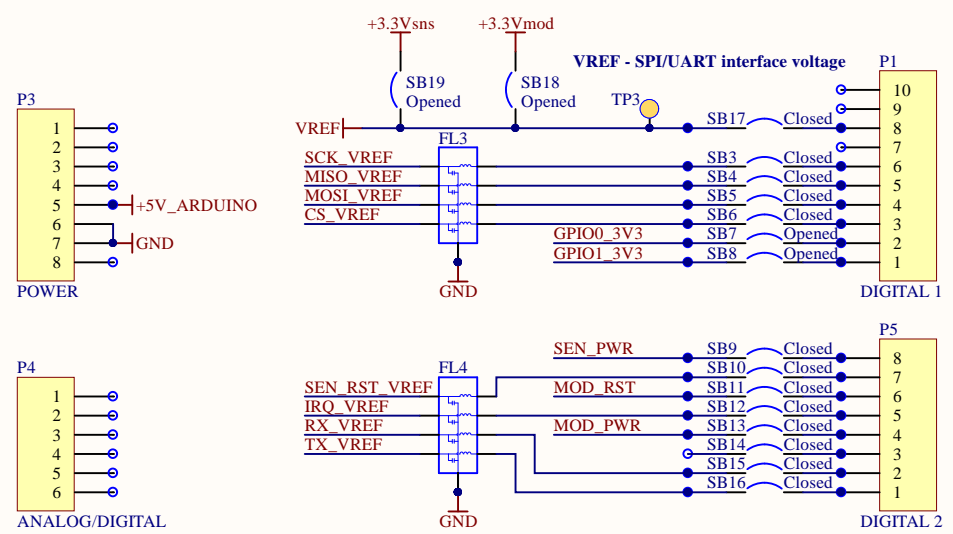 +3.3Vsns
+3.3Vmod
VREF - SPI/UART interface voltage
P1
SB19
Opened
SB18
Opened
TP3
P3
10
9
8
7
6
5
4
3
2
1
DIGITAL 1
1
2
3
4
5
6
7
8
POWER
+5V_ARDUINO
GND
VREF
FL3
SCK_VREF
MISO_VREF
MOSI_VREF
CS_VREF
GND
GPIO0_3V3
GPIO1_3V3
SB17 Closed
SB3 Closed
SB4 Closed
SB5 Closed
SB6 Closed
SB7 Opened
SB8 Opened
P4
1
2
3
4
5
6
ANALOG/DIGITAL
FL4
SEN_RST_VREF
IRQ_VREF
RX_VREF
TX_VREF
GND
SEN_PWR
MOD_RST
MOD_PWR
SB9 Closed
SB10 Closed
SB11 Closed
SB12 Closed
SB13 Closed
SB14 Closed
SB15 Closed
SB16 Closed
P5
8
7
6
5
4
3
2
1
DIGITAL 2